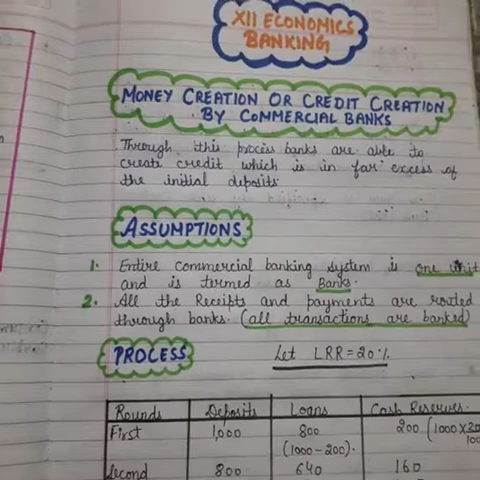 XII ECONOMICS
BANKING
MONEY CREATION OR CREDIT CREATION
BY COMMERCIAL BANKS
Through this process banks are able to
create credit which is in far excess of
the initial deposits
ASSUMPTIONS
1. Entire commercial banking system is one unit
and is termed as Banks.
2. All the Receipts and payments are routed
through banks. (all transactions are banked)
PROCESS Let LRR = 20%
Rounds Deposits Loans Cash Reserves.
First 1,000 800 200 (1000×20
(1000-200). 100
Second 800 640 160